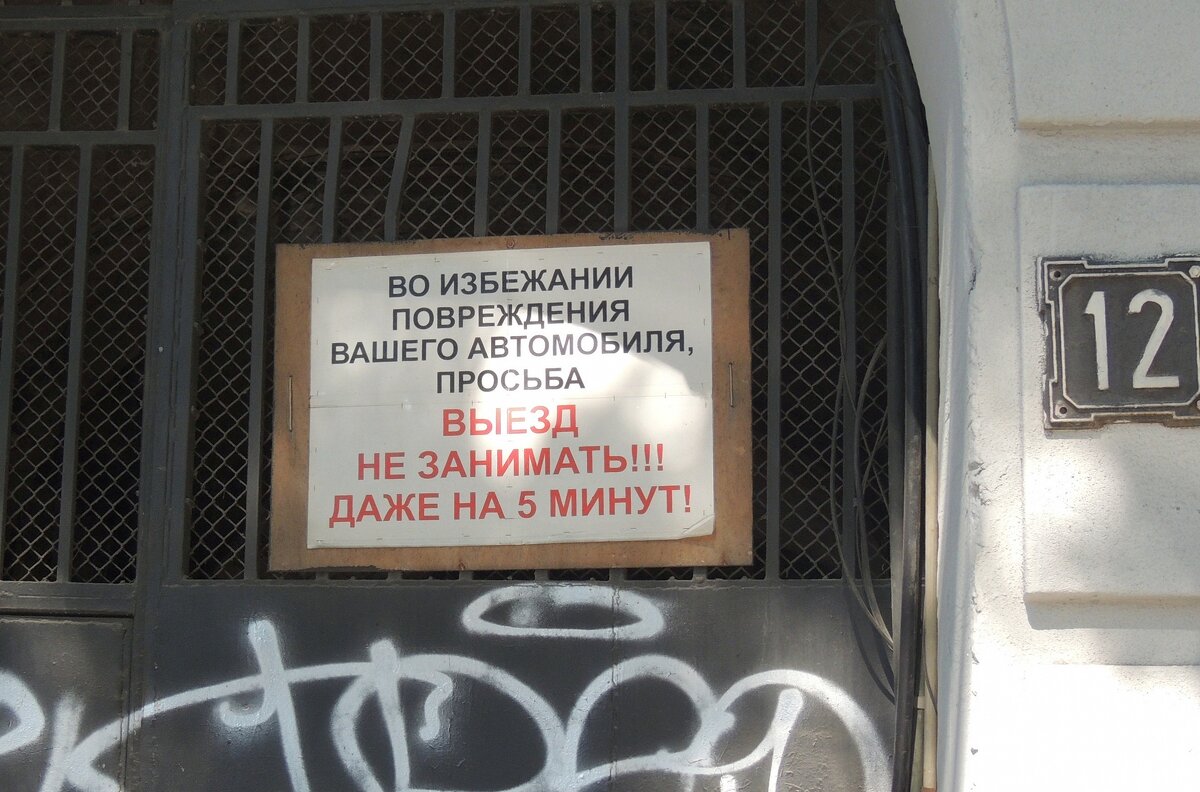 ВО ИЗБЕЖАНИИ
ПОВРЕЖДЕНИЯ
ВАШЕГО АВТОМОБИЛЯ,
ПРОСЬБА
ВЫЕЗД
НЕ ЗАНИМАТЬ!!!
ДАЖЕ НА 5 МИНУТ!
12